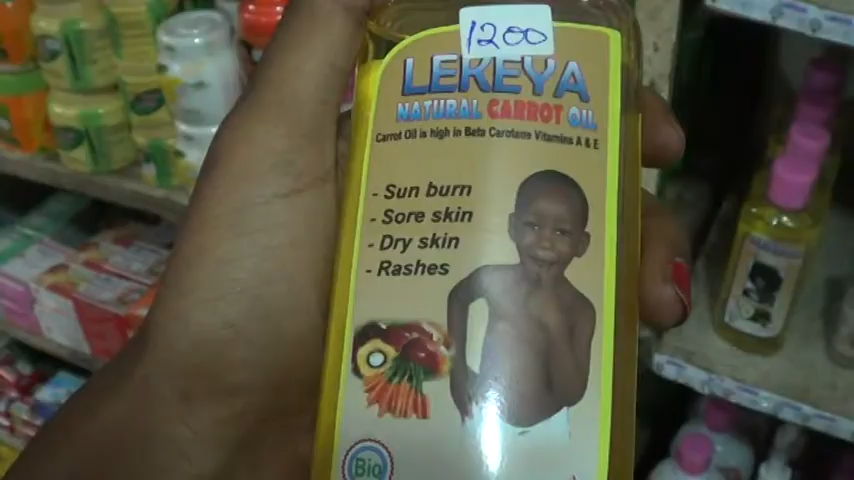 1200
LEKEYA
NATURAL CARROT OIL
Carrot Oil is high in Beta Carotene Vitamins A & E
- Sun burn
- Sore skin
- Dry skin
- Rashes
Bio